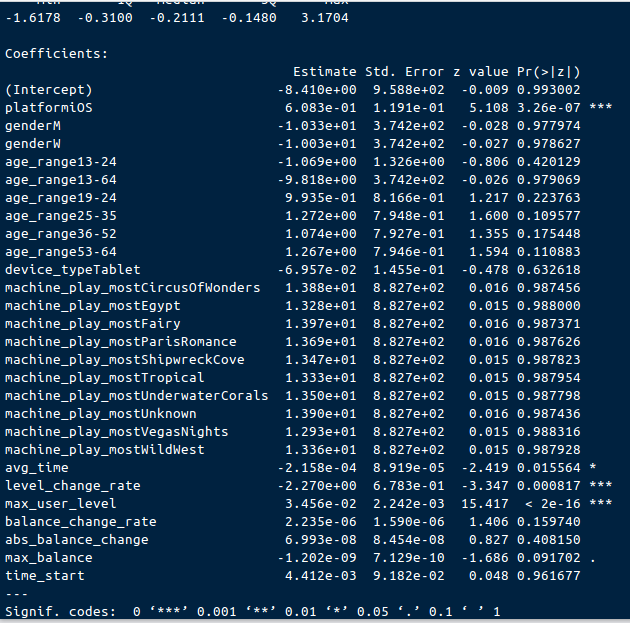 -1.6178 -0.3100 -0.2111 -0.1480 3.1704
Coefficients:
Estimate Std. Error z value Pr(>|z|)
(Intercept) -8.410e+00 9.588e+02 -0.009 0.993002
platformiOS 6.083e-01 1.191e-01 5.108 3.26e-07 ***
genderM -1.033e+01 3.742e+02 -0.028 0.977974
genderW -1.003e+01 3.742e+02 -0.027 0.978627
age_range13-24 -1.069e+00 1.326e+00 -0.806 0.420129
age_range13-64 -9.818e+00 3.742e+02 -0.026 0.979069
age_range19-24 9.935e-01 8.166e-01 1.217 0.223763
age_range25-35 1.272e+00 7.948e-01 1.600 0.109577
age_range36-52 1.074e+00 7.927e-01 1.355 0.175448
age_range53-64 1.267e+00 7.946e-01 1.594 0.110883
device_typeTablet -6.957e-02 1.455e-01 -0.478 0.632618
machine_play_mostCircusOfWonders 1.388e+01 8.827e+02 0.016 0.987456
machine_play_mostEgypt 1.328e+01 8.827e+02 0.015 0.988000
machine_play_mostFairy 1.397e+01 8.827e+02 0.016 0.987371
machine_play_mostParisRomance 1.369e+01 8.827e+02 0.016 0.987626
machine_play_mostShipwreckCove 1.347e+01 8.827e+02 0.015 0.987823
machine_play_mostTropical 1.333e+01 8.827e+02 0.015 0.987954
machine_play_mostUnderwaterCorals 1.350e+01 8.827e+02 0.015 0.987798
machine_play_mostUnknown 1.390e+01 8.827e+02 0.016 0.987436
machine_play_mostVegasNights 1.293e+01 8.827e+02 0.015 0.988316
machine_play_mostWildWest 1.336e+01 8.827e+02 0.015 0.987928
avg_time -2.158e-04 8.919e-05 -2.419 0.015564 *
level_change_rate -2.270e+00 6.783e-01 -3.347 0.000817 ***
max_user_level 3.456e-02 2.242e-03 15.417 < 2e-16 ***
balance_change_rate 2.235e-06 1.590e-06 1.406 0.159740
abs_balance_change 6.993e-08 8.454e-08 0.827 0.408150
max_balance -1.202e-09 7.129e-10 -1.686 0.091702 .
time_start 4.412e-03 9.182e-02 0.048 0.961677
---
Signif. codes: 0 ‘***’ 0.001 ‘**’ 0.01 ‘*’ 0.05 ‘.’ 0.1 ‘ ’ 1